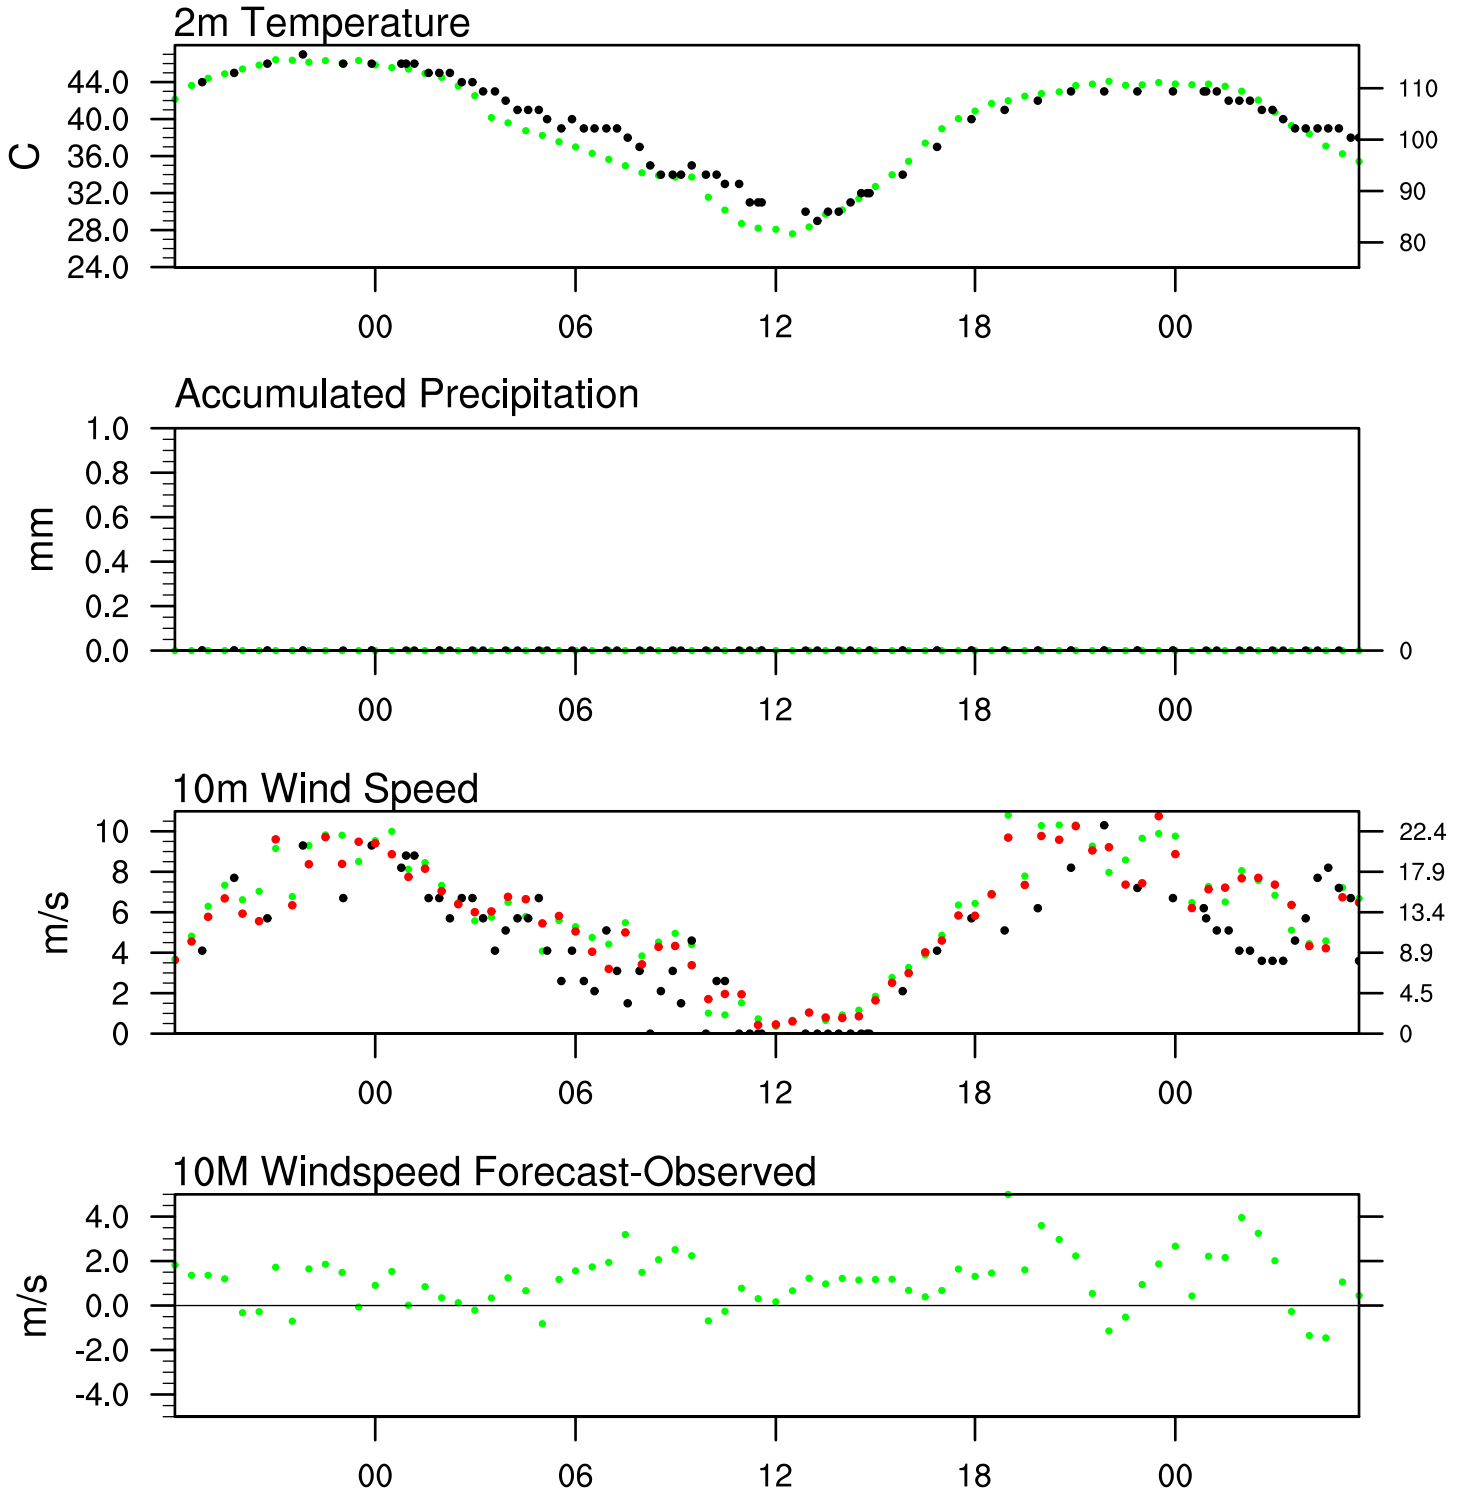 2m Temperature
44.0
40.0
36.0
32.0
28.0
24.0
C
110
100
90
80
00 06 12 18 00
Accumulated Precipitation
1.0
0.8
0.6
0.4
0.2
0.0
mm
0
00 06 12 18 00
10m Wind Speed
10
8
6
4
2
0
m/s
22.4
17.9
13.4
8.9
4.5
0
00 06 12 18 00
10M Windspeed Forecast-Observed
4.0
2.0
0.0
-2.0
-4.0
m/s
00 06 12 18 00